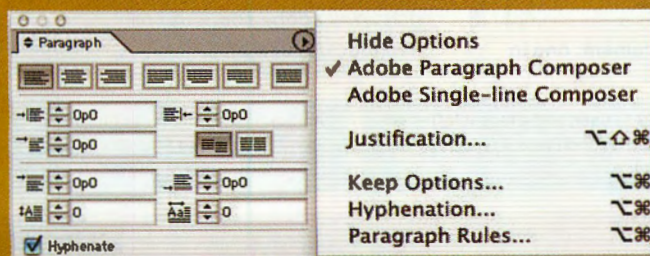 Paragraph
0p0 0p0
0p0
0p0 0p0
0 0
Hyphenate
Hide Options
✓ Adobe Paragraph Composer
Adobe Single-line Composer
Justification... ⌥⇧⌘
Keep Options... ⌥⌘
Hyphenation... ⌥⌘
Paragraph Rules... ⌥⌘